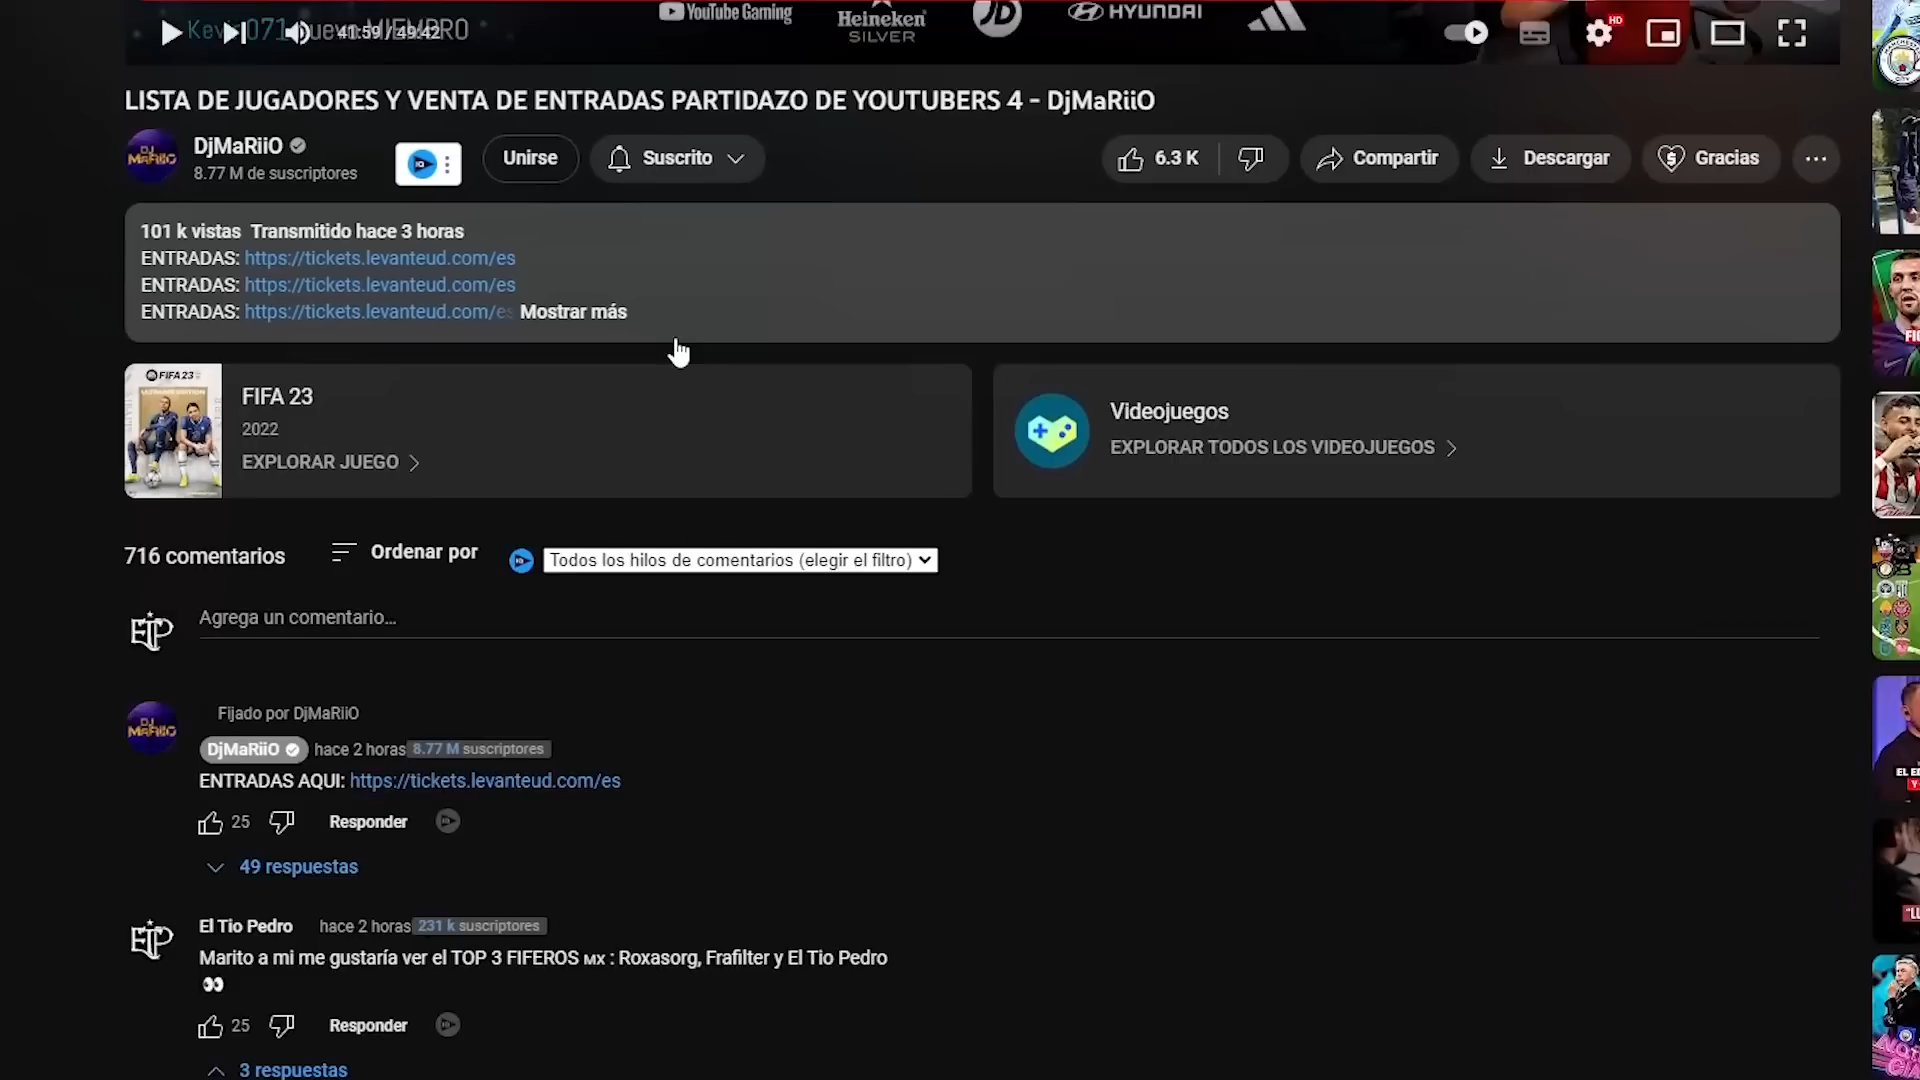 YouTube Gaming
Heineken
SILVER
JD
HYUNDAI
41:59 / 49:42
HD
LISTA DE JUGADORES Y VENTA DE ENTRADAS PARTIDAZO DE YOUTUBERS 4 - DjMaRiiO
DjMaRiiO
8.77 M de suscriptores
Unirse
Suscrito
6.3 K
Compartir
Descargar
Gracias
101 k vistas Transmitido hace 3 horas
ENTRADAS: https://tickets.levanteud.com/es
ENTRADAS: https://tickets.levanteud.com/es
ENTRADAS: https://tickets.levanteud.com/es Mostrar más
FIFA 23
FIFA 23
2022
EXPLORAR JUEGO
Videojuegos
EXPLORAR TODOS LOS VIDEOJUEGOS
716 comentarios
Ordenar por
Todos los hilos de comentarios (elegir el filtro)
ETP
Agrega un comentario...
Fijado por DjMaRiiO
DjMaRiiO hace 2 horas 8.77 M suscriptores
ENTRADAS AQUI: https://tickets.levanteud.com/es
25 Responder
49 respuestas
ETP
El Tio Pedro hace 2 horas 231 k suscriptores
Marito a mi me gustaría ver el TOP 3 FIFEROS MX : Roxasorg, Frafilter y El Tio Pedro
👀
25 Responder
3 respuestas